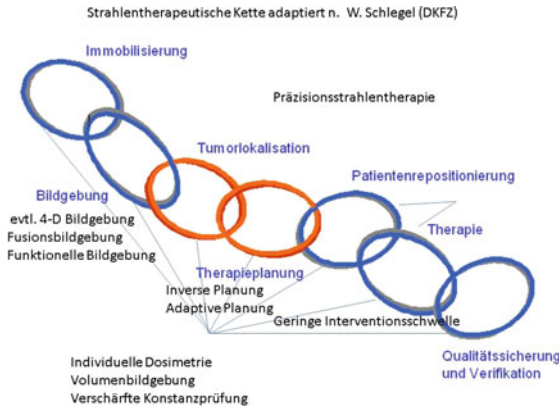 Strahlentherapeutische Kette adaptiert n. W. Schlegel (DKFZ)
Immobilisierung
Präzisionsstrahlentherapie
Tumorlokalisation
Patientenrepositionierung
Bildgebung
evtl. 4-D Bildgebung
Fusionsbildgebung
Funktionelle Bildgebung
Therapie
Therapieplanung
Inverse Planung
Adaptive Planung
Geringe Interventionsschwelle
Qualitätssicherung
und Verifikation
Individuelle Dosimetrie
Volumenbildgebung
Verschärfte Konstanzprüfung